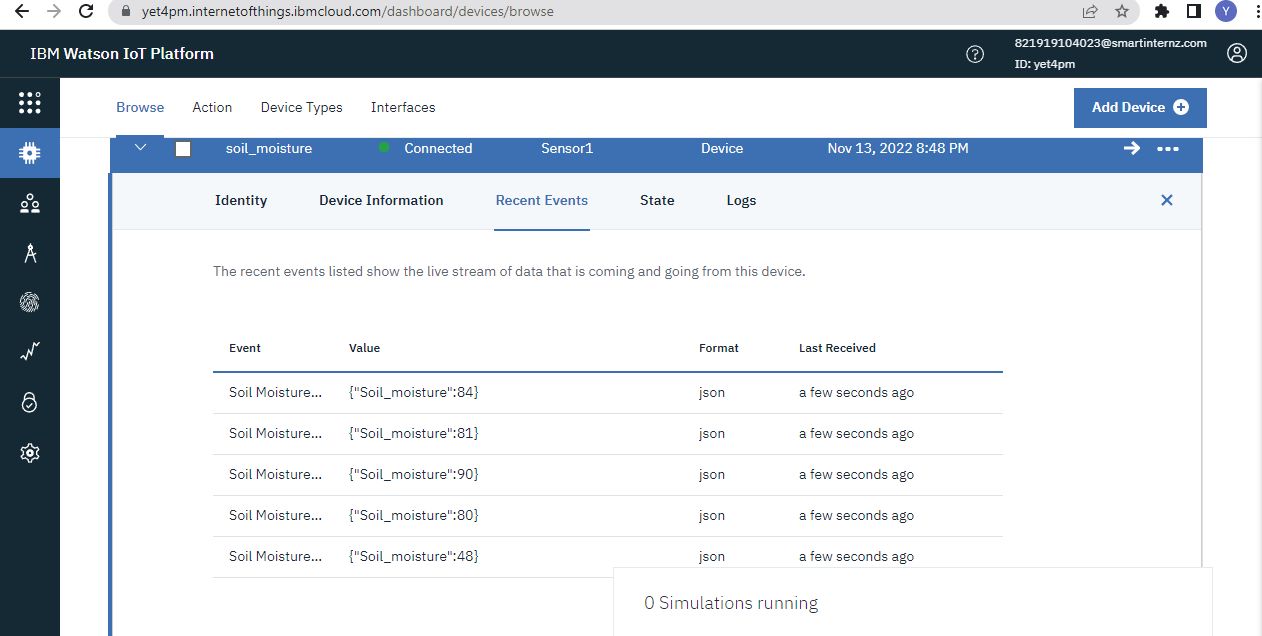 yet4pm.internetofthings.ibmcloud.com/dashboard/devices/browse
Y
IBM Watson IoT Platform
821919104023@smartinternz.com
ID: yet4pm
Browse Action Device Types Interfaces
Add Device
soil_moisture Connected Sensor1 Device Nov 13, 2022 8:48 PM
Identity Device Information Recent Events State Logs
The recent events listed show the live stream of data that is coming and going from this device.
Event Value Format Last Received
Soil Moisture... {"Soil_moisture":84} json a few seconds ago
Soil Moisture... {"Soil_moisture":81} json a few seconds ago
Soil Moisture... {"Soil_moisture":90} json a few seconds ago
Soil Moisture... {"Soil_moisture":80} json a few seconds ago
Soil Moisture... {"Soil_moisture":48} json a few seconds ago
0 Simulations running